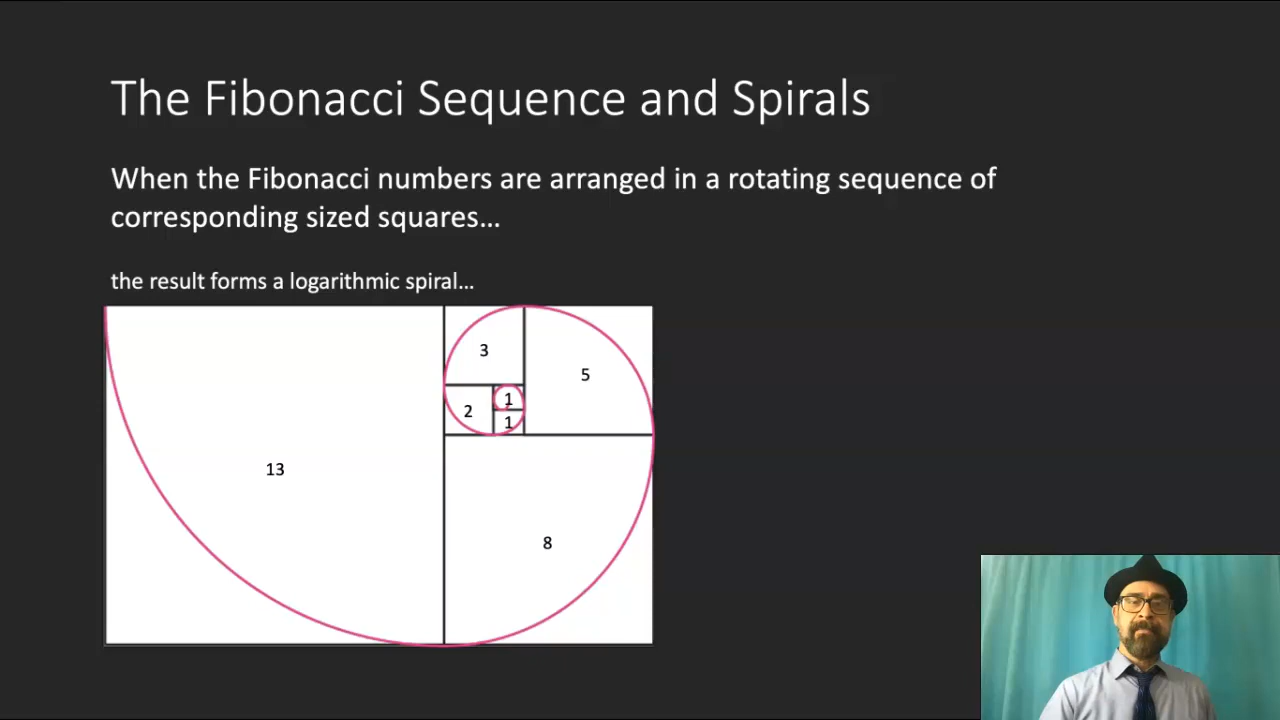 The Fibonacci Sequence and Spirals
When the Fibonacci numbers are arranged in a rotating sequence of
corresponding sized squares...
the result forms a logarithmic spiral...
3
5
1
2
1
13
8